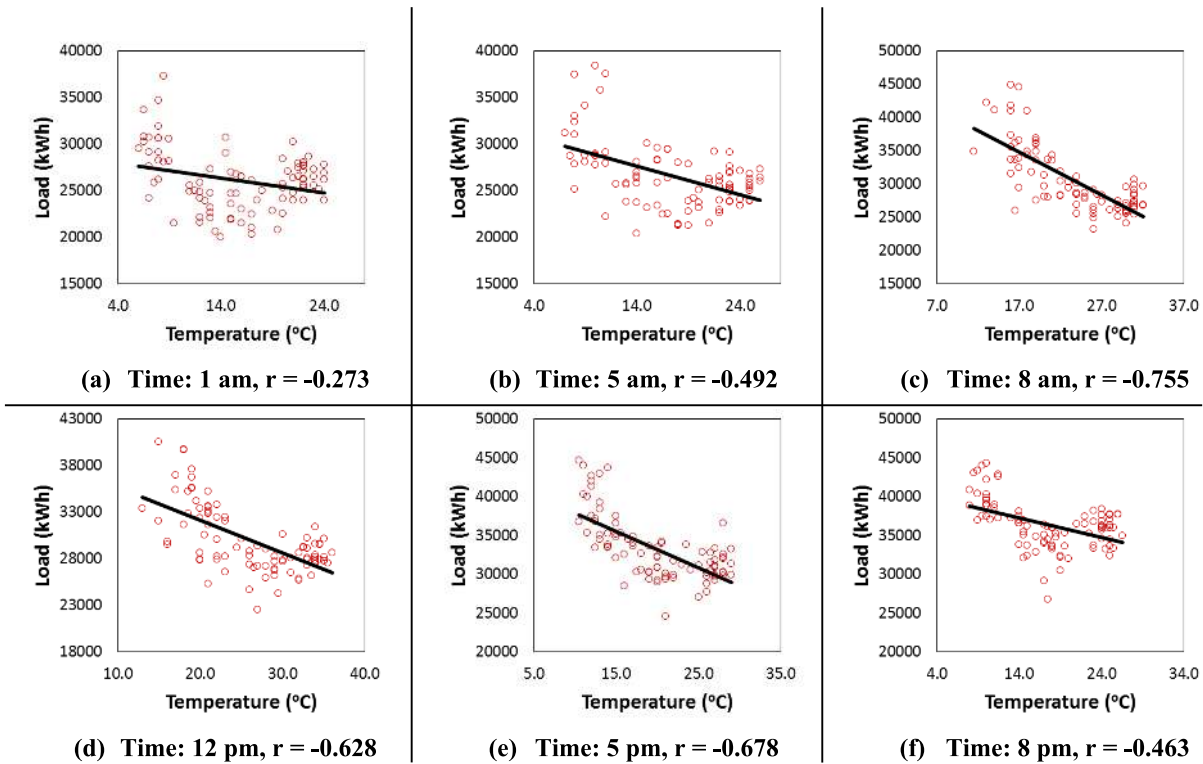 40000
35000
30000
25000
20000
15000
Load (kWh)
4.0 14.0 24.0
Temperature (ºC)
(a) Time: 1 am, r = -0.273
40000
35000
30000
25000
20000
15000
Load (kWh)
4.0 14.0 24.0
Temperature (ºC)
(b) Time: 5 am, r = -0.492
50000
45000
40000
35000
30000
25000
20000
15000
Load (kWh)
7.0 17.0 27.0 37.0
Temperature (ºC)
(c) Time: 8 am, r = -0.755
43000
38000
33000
28000
23000
18000
Load (kWh)
10.0 20.0 30.0 40.0
Temperature (ºC)
(d) Time: 12 pm, r = -0.628
50000
45000
40000
35000
30000
25000
20000
Load (kWh)
5.0 15.0 25.0 35.0
Temperature (ºC)
(e) Time: 5 pm, r = -0.678
50000
45000
40000
35000
30000
25000
20000
Load (kWh)
4.0 14.0 24.0 34.0
Temperature (ºC)
(f) Time: 8 pm, r = -0.463